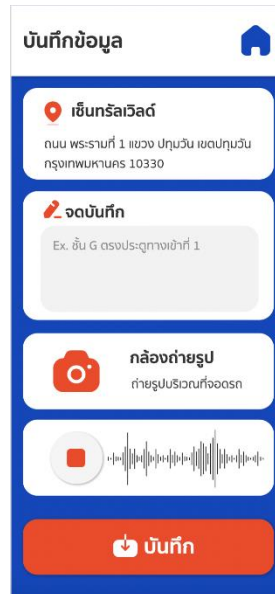 บันทึกข้อมูล
เซ็นทรัลเวิลด์
ถนน พระรามที่ 1 แขวง ปทุมวัน เขตปทุมวัน
กรุงเทพมหานคร 10330
จดบันทึก
Ex. ชั้น G ตรงประตูทางเข้าที่ 1
กล้องถ่ายรูป
ถ่ายรูปบริเวณที่จอดรถ
บันทึก